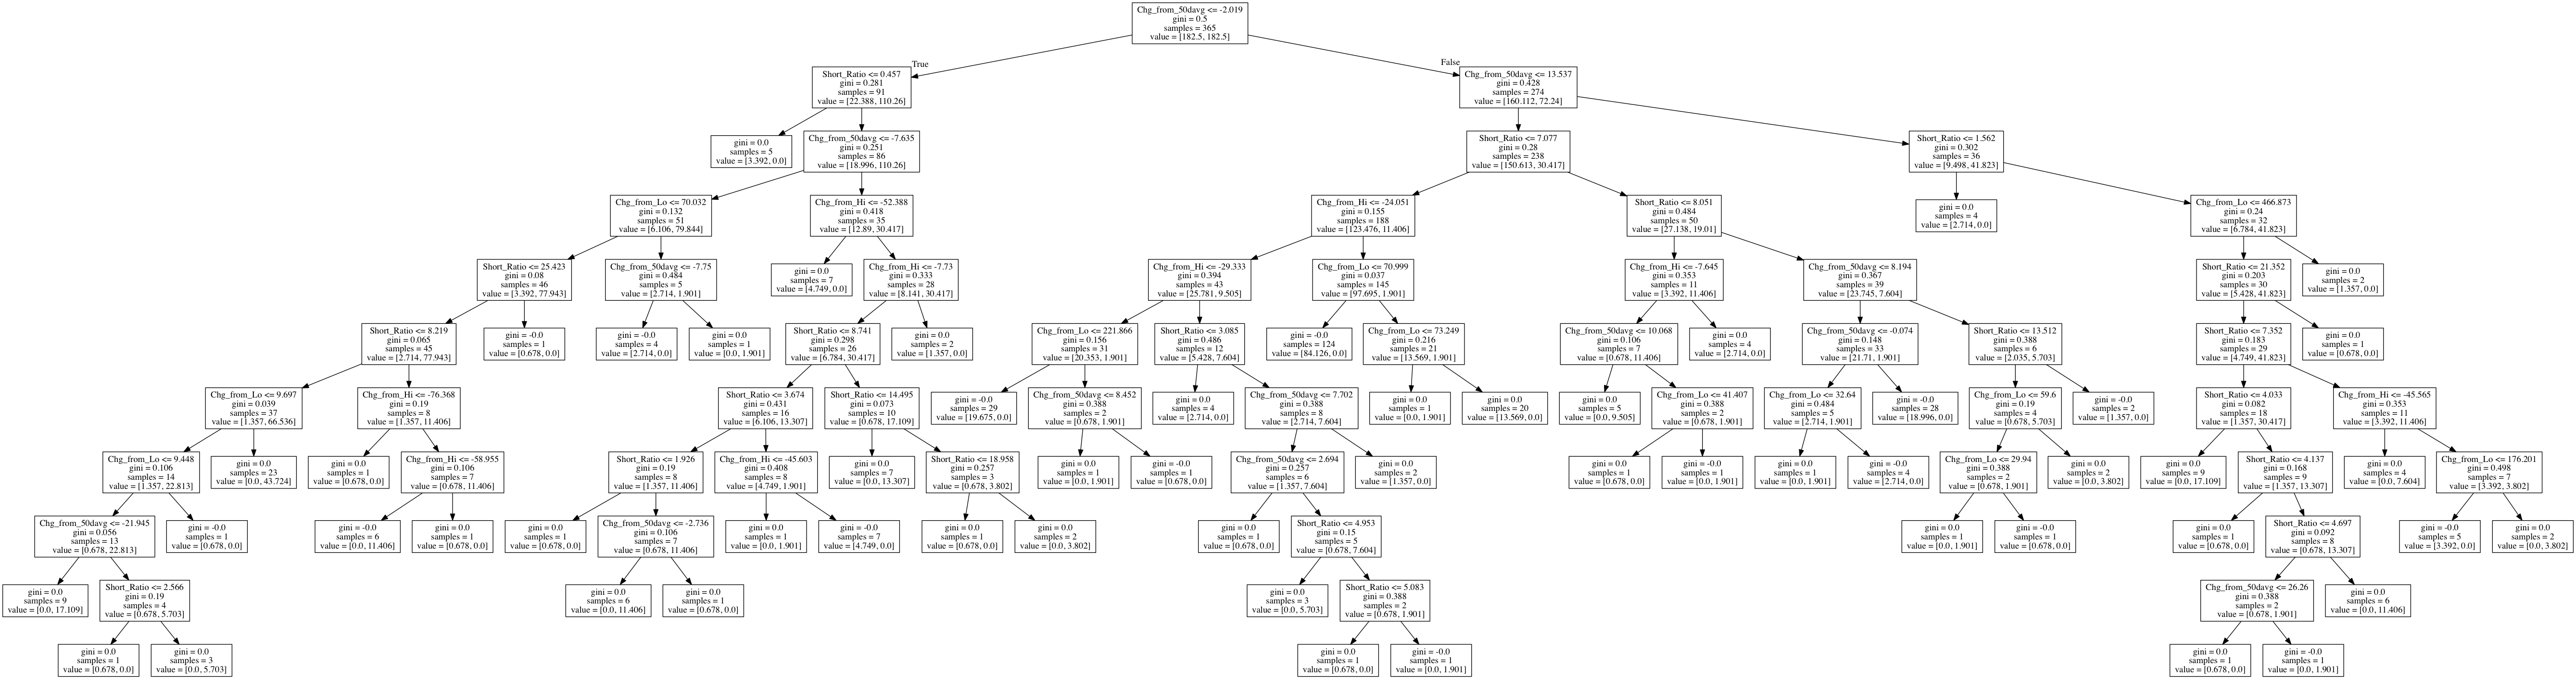 Chg_from_50davg <= -2.019
gini = 0.5
samples = 365
value = [182.5, 182.5]
True
False
Short_Ratio <= 0.457
gini = 0.281
samples = 91
value = [22.388, 110.26]
Chg_from_50davg <= 13.537
gini = 0.428
samples = 274
value = [160.112, 72.24]
gini = 0.0
samples = 5
value = [3.392, 0.0]
Chg_from_50davg <= -7.635
gini = 0.251
samples = 86
value = [18.996, 110.26]
Short_Ratio <= 7.077
gini = 0.28
samples = 238
value = [150.613, 30.417]
Short_Ratio <= 1.562
gini = 0.302
samples = 36
value = [9.498, 41.823]
Chg_from_Lo <= 70.032
gini = 0.132
samples = 51
value = [6.106, 79.844]
Chg_from_Hi <= -52.388
gini = 0.418
samples = 35
value = [12.89, 30.417]
Chg_from_Hi <= -24.051
gini = 0.155
samples = 188
value = [123.476, 11.406]
Short_Ratio <= 8.051
gini = 0.484
samples = 50
value = [27.138, 19.01]
gini = 0.0
samples = 4
value = [2.714, 0.0]
Chg_from_Lo <= 466.873
gini = 0.24
samples = 32
value = [6.784, 41.823]
Short_Ratio <= 25.423
gini = 0.08
samples = 46
value = [3.392, 77.943]
Chg_from_50davg <= -7.75
gini = 0.484
samples = 5
value = [2.714, 1.901]
gini = 0.0
samples = 7
value = [4.749, 0.0]
Chg_from_Hi <= -7.73
gini = 0.333
samples = 28
value = [8.141, 30.417]
Chg_from_Hi <= -29.333
gini = 0.394
samples = 43
value = [25.781, 9.505]
Chg_from_Lo <= 70.999
gini = 0.037
samples = 145
value = [97.695, 1.901]
Chg_from_Hi <= -7.645
gini = 0.353
samples = 11
value = [3.392, 11.406]
Chg_from_50davg <= 8.194
gini = 0.367
samples = 39
value = [23.745, 7.604]
Short_Ratio <= 21.352
gini = 0.203
samples = 30
value = [5.428, 41.823]
gini = 0.0
samples = 2
value = [1.357, 0.0]
Short_Ratio <= 8.219
gini = 0.065
samples = 45
value = [2.714, 77.943]
gini = -0.0
samples = 1
value = [0.678, 0.0]
gini = -0.0
samples = 4
value = [2.714, 0.0]
gini = 0.0
samples = 1
value = [0.0, 1.901]
Short_Ratio <= 8.741
gini = 0.298
samples = 26
value = [6.784, 30.417]
gini = 0.0
samples = 2
value = [1.357, 0.0]
Chg_from_Lo <= 221.866
gini = 0.156
samples = 31
value = [20.353, 1.901]
Short_Ratio <= 3.085
gini = 0.486
samples = 12
value = [5.428, 7.604]
gini = -0.0
samples = 124
value = [84.126, 0.0]
Chg_from_Lo <= 73.249
gini = 0.216
samples = 21
value = [13.569, 1.901]
Chg_from_50davg <= 10.068
gini = 0.106
samples = 7
value = [0.678, 11.406]
gini = 0.0
samples = 4
value = [2.714, 0.0]
Chg_from_50davg <= -0.074
gini = 0.148
samples = 33
value = [21.71, 1.901]
Short_Ratio <= 13.512
gini = 0.388
samples = 6
value = [2.035, 5.703]
Short_Ratio <= 7.352
gini = 0.183
samples = 29
value = [4.749, 41.823]
gini = 0.0
samples = 1
value = [0.678, 0.0]
Chg_from_Lo <= 9.697
gini = 0.039
samples = 37
value = [1.357, 66.536]
Chg_from_Hi <= -76.368
gini = 0.19
samples = 8
value = [1.357, 11.406]
Short_Ratio <= 3.674
gini = 0.431
samples = 16
value = [6.106, 13.307]
Short_Ratio <= 14.495
gini = 0.073
samples = 10
value = [0.678, 17.109]
gini = -0.0
samples = 29
value = [19.675, 0.0]
Chg_from_50davg <= 8.452
gini = 0.388
samples = 2
value = [0.678, 1.901]
gini = 0.0
samples = 4
value = [2.714, 0.0]
Chg_from_50davg <= 7.702
gini = 0.388
samples = 8
value = [2.714, 7.604]
gini = 0.0
samples = 1
value = [0.0, 1.901]
gini = 0.0
samples = 20
value = [13.569, 0.0]
gini = 0.0
samples = 5
value = [0.0, 9.505]
Chg_from_Lo <= 41.407
gini = 0.388
samples = 2
value = [0.678, 1.901]
Chg_from_Lo <= 32.64
gini = 0.484
samples = 5
value = [2.714, 1.901]
gini = -0.0
samples = 28
value = [18.996, 0.0]
Chg_from_Lo <= 59.6
gini = 0.19
samples = 4
value = [0.678, 5.703]
gini = -0.0
samples = 2
value = [1.357, 0.0]
Short_Ratio <= 4.033
gini = 0.082
samples = 18
value = [1.357, 30.417]
Chg_from_Hi <= -45.565
gini = 0.353
samples = 11
value = [3.392, 11.406]
Chg_from_Lo <= 9.448
gini = 0.106
samples = 14
value = [1.357, 22.813]
gini = 0.0
samples = 23
value = [0.0, 43.724]
gini = 0.0
samples = 1
value = [0.678, 0.0]
Chg_from_Hi <= -58.955
gini = 0.106
samples = 7
value = [0.678, 11.406]
Short_Ratio <= 1.926
gini = 0.19
samples = 8
value = [1.357, 11.406]
Chg_from_Hi <= -45.603
gini = 0.408
samples = 8
value = [4.749, 1.901]
gini = 0.0
samples = 7
value = [0.0, 13.307]
Short_Ratio <= 18.958
gini = 0.257
samples = 3
value = [0.678, 3.802]
gini = 0.0
samples = 1
value = [0.0, 1.901]
gini = -0.0
samples = 1
value = [0.678, 0.0]
Chg_from_50davg <= 2.694
gini = 0.257
samples = 6
value = [1.357, 7.604]
gini = 0.0
samples = 2
value = [1.357, 0.0]
gini = 0.0
samples = 1
value = [0.678, 0.0]
gini = -0.0
samples = 1
value = [0.0, 1.901]
gini = 0.0
samples = 1
value = [0.0, 1.901]
gini = -0.0
samples = 4
value = [2.714, 0.0]
Chg_from_Lo <= 29.94
gini = 0.388
samples = 2
value = [0.678, 1.901]
gini = 0.0
samples = 2
value = [0.0, 3.802]
gini = 0.0
samples = 9
value = [0.0, 17.109]
Short_Ratio <= 4.137
gini = 0.168
samples = 9
value = [1.357, 13.307]
gini = 0.0
samples = 4
value = [0.0, 7.604]
Chg_from_Lo <= 176.201
gini = 0.498
samples = 7
value = [3.392, 3.802]
Chg_from_50davg <= -21.945
gini = 0.056
samples = 13
value = [0.678, 22.813]
gini = -0.0
samples = 1
value = [0.678, 0.0]
gini = -0.0
samples = 6
value = [0.0, 11.406]
gini = 0.0
samples = 1
value = [0.678, 0.0]
gini = 0.0
samples = 1
value = [0.678, 0.0]
Chg_from_50davg <= -2.736
gini = 0.106
samples = 7
value = [0.678, 11.406]
gini = 0.0
samples = 1
value = [0.0, 1.901]
gini = -0.0
samples = 7
value = [4.749, 0.0]
gini = 0.0
samples = 1
value = [0.678, 0.0]
gini = 0.0
samples = 2
value = [0.0, 3.802]
gini = 0.0
samples = 1
value = [0.678, 0.0]
Short_Ratio <= 4.953
gini = 0.15
samples = 5
value = [0.678, 7.604]
gini = 0.0
samples = 1
value = [0.0, 1.901]
gini = -0.0
samples = 1
value = [0.678, 0.0]
gini = 0.0
samples = 1
value = [0.678, 0.0]
Short_Ratio <= 4.697
gini = 0.092
samples = 8
value = [0.678, 13.307]
gini = -0.0
samples = 5
value = [3.392, 0.0]
gini = 0.0
samples = 2
value = [0.0, 3.802]
gini = 0.0
samples = 9
value = [0.0, 17.109]
Short_Ratio <= 2.566
gini = 0.19
samples = 4
value = [0.678, 5.703]
gini = 0.0
samples = 6
value = [0.0, 11.406]
gini = 0.0
samples = 1
value = [0.678, 0.0]
gini = 0.0
samples = 3
value = [0.0, 5.703]
Short_Ratio <= 5.083
gini = 0.388
samples = 2
value = [0.678, 1.901]
Chg_from_50davg <= 26.26
gini = 0.388
samples = 2
value = [0.678, 1.901]
gini = 0.0
samples = 6
value = [0.0, 11.406]
gini = 0.0
samples = 1
value = [0.678, 0.0]
gini = 0.0
samples = 3
value = [0.0, 5.703]
gini = 0.0
samples = 1
value = [0.678, 0.0]
gini = -0.0
samples = 1
value = [0.0, 1.901]
gini = 0.0
samples = 1
value = [0.678, 0.0]
gini = -0.0
samples = 1
value = [0.0, 1.901]